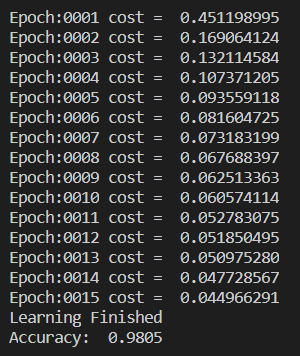 Epoch:0001 cost =  0.451198995
Epoch:0002 cost =  0.169064124
Epoch:0003 cost =  0.132114584
Epoch:0004 cost =  0.107371205
Epoch:0005 cost =  0.093559118
Epoch:0006 cost =  0.081604725
Epoch:0007 cost =  0.073183199
Epoch:0008 cost =  0.067688397
Epoch:0009 cost =  0.062513363
Epoch:0010 cost =  0.060574114
Epoch:0011 cost =  0.052783075
Epoch:0012 cost =  0.051850495
Epoch:0013 cost =  0.050975280
Epoch:0014 cost =  0.047728567
Epoch:0015 cost =  0.044966291
Learning Finished
Accuracy:  0.9805